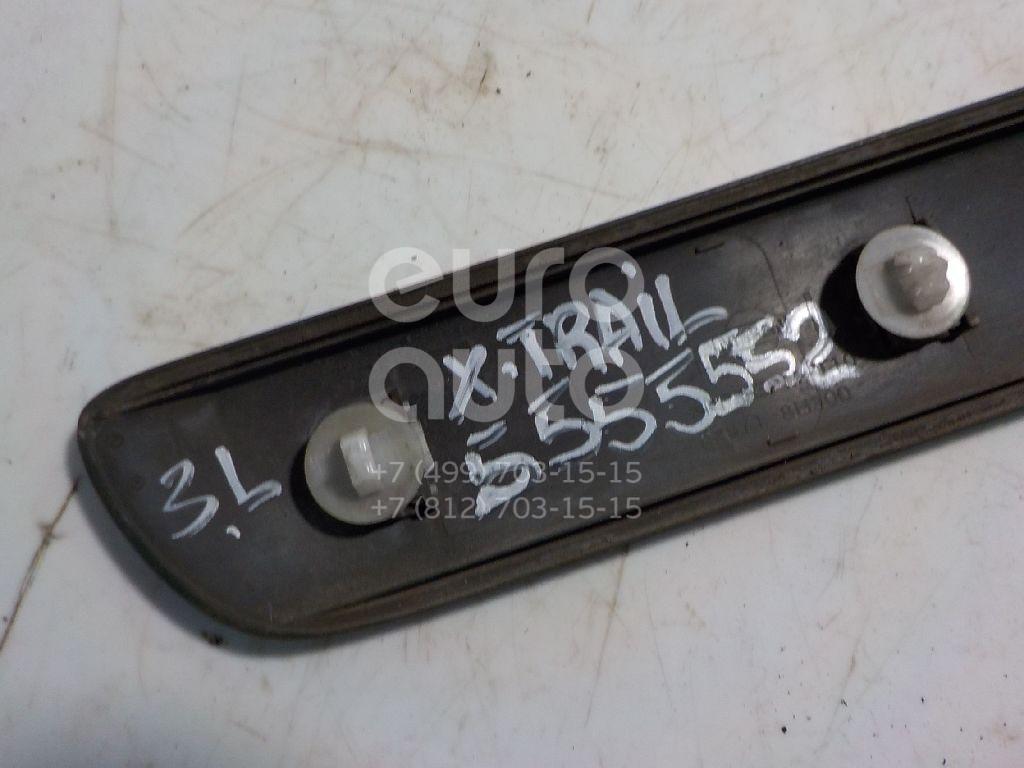 euro
auto
+7 (499) 703-15-15
+7 (812) 703-15-15
X-TRAIL
5555552
3.L